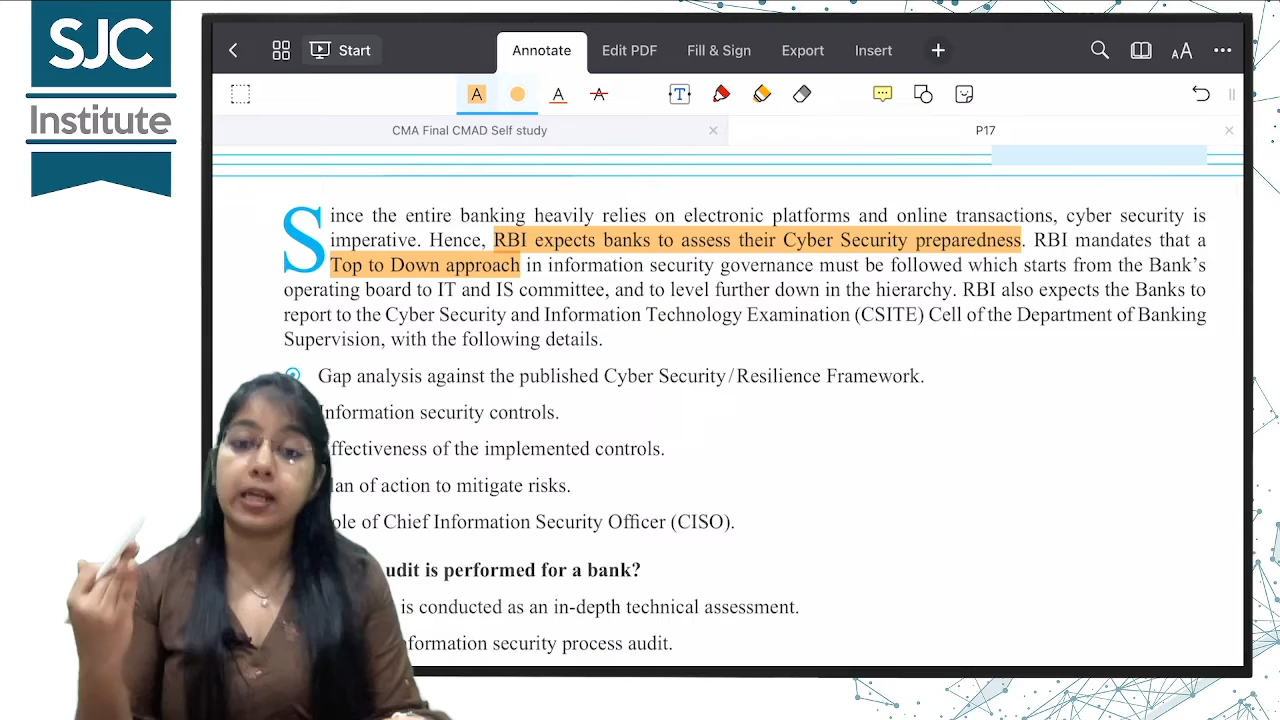 SJC
Institute
Start
Annotate
Edit PDF
Fill & Sign
Export
Insert
CMA Final CMAD Self study
P17
Since the entire banking heavily relies on electronic platforms and online transactions, cyber security is
imperative. Hence, RBI expects banks to assess their Cyber Security preparedness. RBI mandates that a
Top to Down approach in information security governance must be followed which starts from the Bank's
operating board to IT and IS committee, and to level further down in the hierarchy. RBI also expects the Banks to
report to the Cyber Security and Information Technology Examination (CSITE) Cell of the Department of Banking
Supervision, with the following details.
Gap analysis against the published Cyber Security/Resilience Framework.
Information security controls.
ffectiveness of the implemented controls.
lan of action to mitigate risks.
ole of Chief Information Security Officer (CISO).
udit is performed for a bank?
is conducted as an in-depth technical assessment.
formation security process audit.